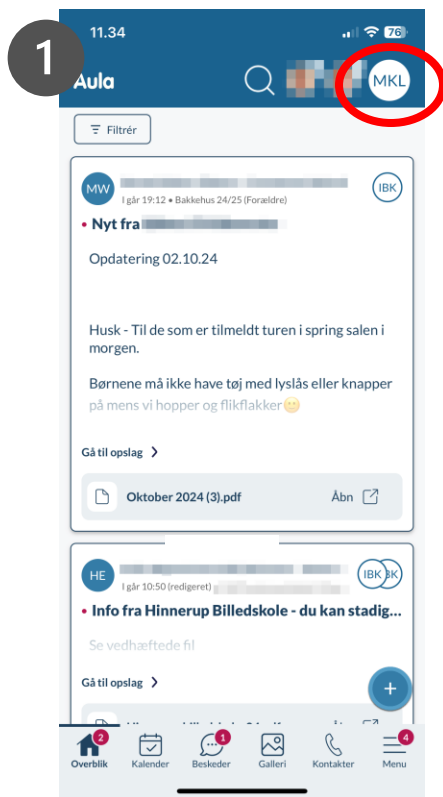 1
11.34
76
Aula
MKL
Filtrér
MW
I går 19:12 • Bakkehus 24/25 (Forældre)
IBK
• Nyt fra
Opdatering 02.10.24
Husk - Til de som er tilmeldt turen i spring salen i
morgen.
Børnene må ikke have tøj med lyslås eller knapper
på mens vi hopper og flikflakker
Gå til opslag
Oktober 2024 (3).pdf
Åbn
HE
I går 10:50 (redigeret)
IBK
• Info fra Hinnerup Billedskole - du kan stadig...
Se vedhæftede fil
Gå til opslag
+
2
1
4
Overblik Kalender Beskeder Galleri Kontakter Menu